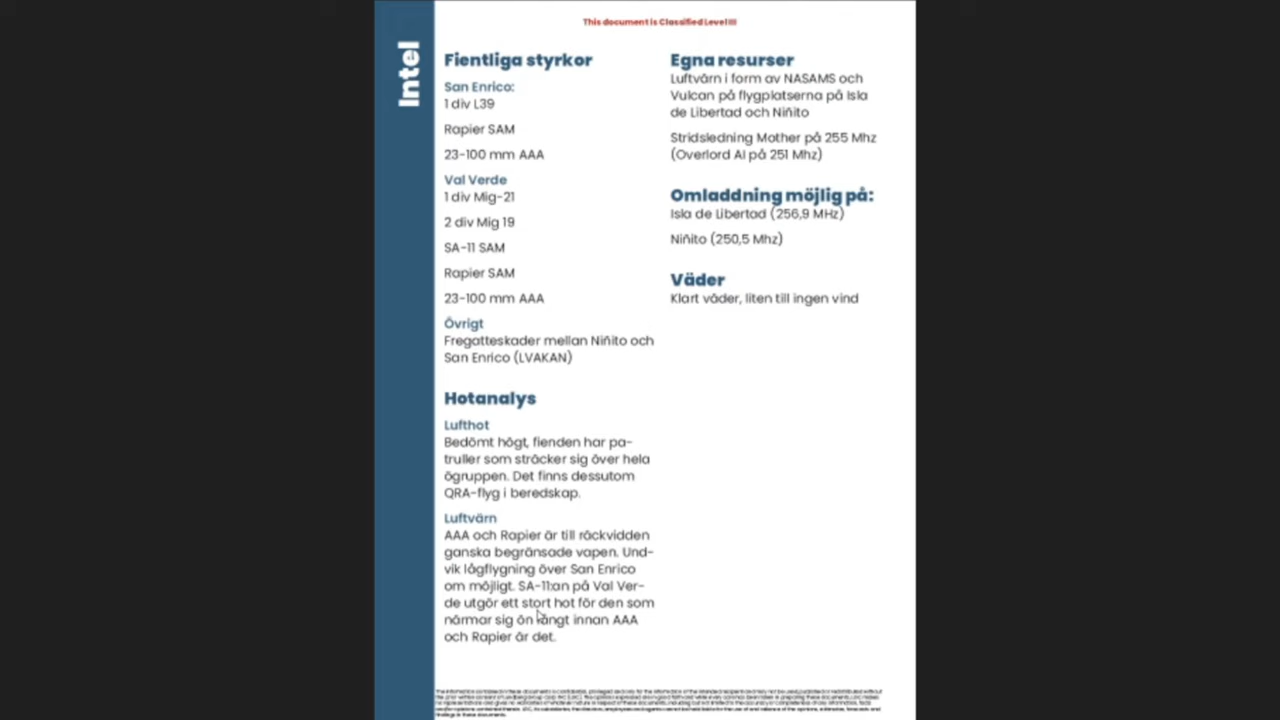 This document is Classified Level III
Intel
Fientliga styrkor
San Enrico:
1 div L39
Rapier SAM
23-100 mm AAA
Val Verde
1 div Mig-21
2 div Mig 19
SA-11 SAM
Rapier SAM
23-100 mm AAA
Övrigt
Fregatteskader mellan Niñito och
San Enrico (LVAKAN)
Hotanalys
Lufthot
Bedömt högt, fienden har pa-
truller som sträcker sig över hela
ögruppen. Det finns dessutom
QRA-flyg i beredskap.
Luftvärn
AAA och Rapier är till räckvidden
ganska begränsade vapen. Und-
vik lågflygning över San Enrico
om möjligt. SA-11:an på Val Ver-
de utgör ett stort hot för den som
närmar sig ön långt innan AAA
och Rapier är det.
Egna resurser
Luftvärn i form av NASAMS och
Vulcan på flygplatserna på Isla
de Libertad och Niñito
Stridsledning Mother på 255 Mhz
(Overlord AI på 251 Mhz)
Omladdning möjlig på:
Isla de Libertad (256,9 MHz)
Niñito (250,5 Mhz)
Väder
Klart väder, liten till ingen vind